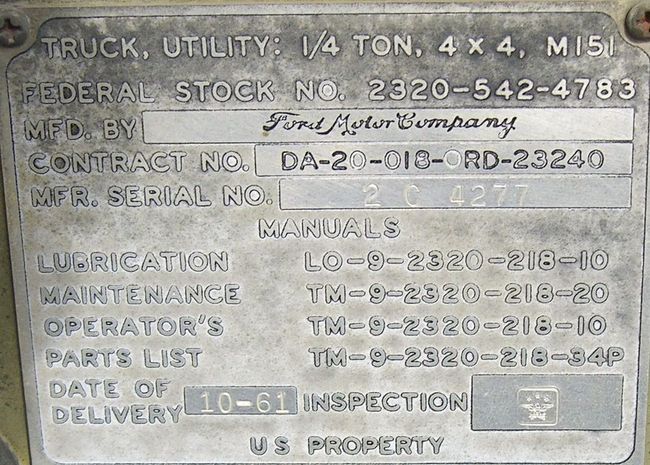 TRUCK, UTILITY: 1/4 TON, 4 x 4, M151
FEDERAL STOCK NO. 2320-542-4783
MFD. BY Ford Motor Company
CONTRACT NO. DA-20-018-ORD-23240
MFR. SERIAL NO. 2 C 4277
MANUALS
LUBRICATION LO-9-2320-218-10
MAINTENANCE TM-9-2320-218-20
OPERATOR'S TM-9-2320-218-10
PARTS LIST TM-9-2320-218-34P
DATE OF DELIVERY 10-61 INSPECTION
U S PROPERTY